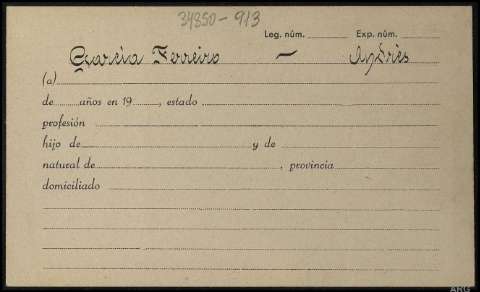 34350-913
Leg. núm. Exp. núm.
García Ferreiro — Andrés
(a)
de años en 19 , estado
profesión
hijo de y de
natural de , provincia
domiciliado
ARG